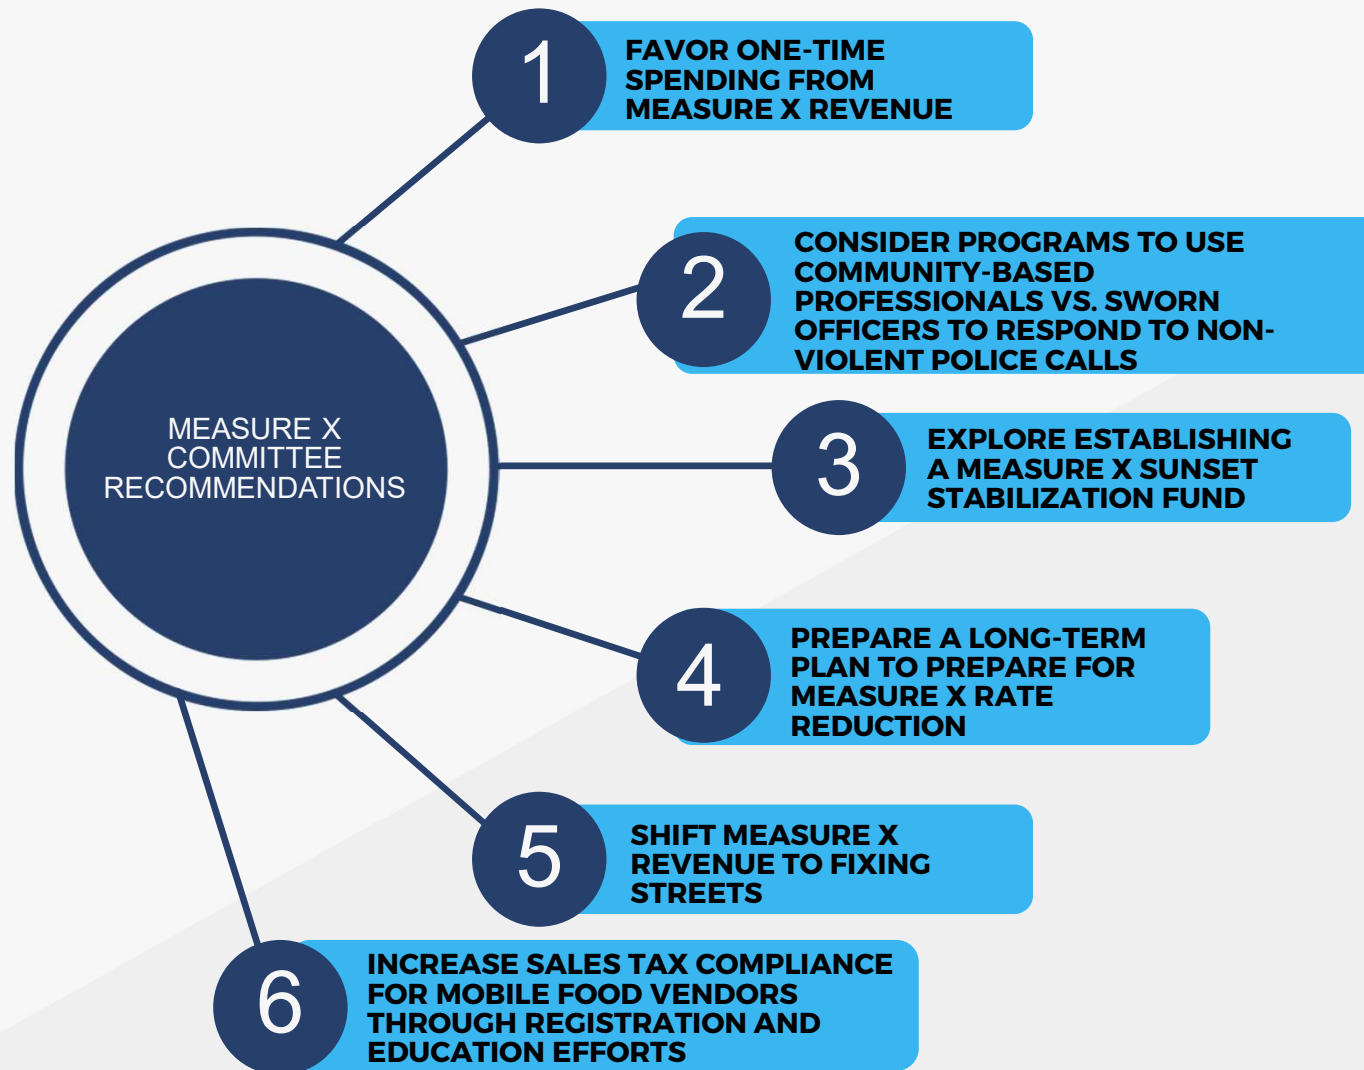 MEASURE X
COMMITTEE
RECOMMENDATIONS
1
FAVOR ONE-TIME
SPENDING FROM
MEASURE X REVENUE
2
CONSIDER PROGRAMS TO USE
COMMUNITY-BASED
PROFESSIONALS VS. SWORN
OFFICERS TO RESPOND TO NON-
VIOLENT POLICE CALLS
3
EXPLORE ESTABLISHING
A MEASURE X SUNSET
STABILIZATION FUND
4
PREPARE A LONG-TERM
PLAN TO PREPARE FOR
MEASURE X RATE
REDUCTION
5
SHIFT MEASURE X
REVENUE TO FIXING
STREETS
6
INCREASE SALES TAX COMPLIANCE
FOR MOBILE FOOD VENDORS
THROUGH REGISTRATION AND
EDUCATION EFFORTS